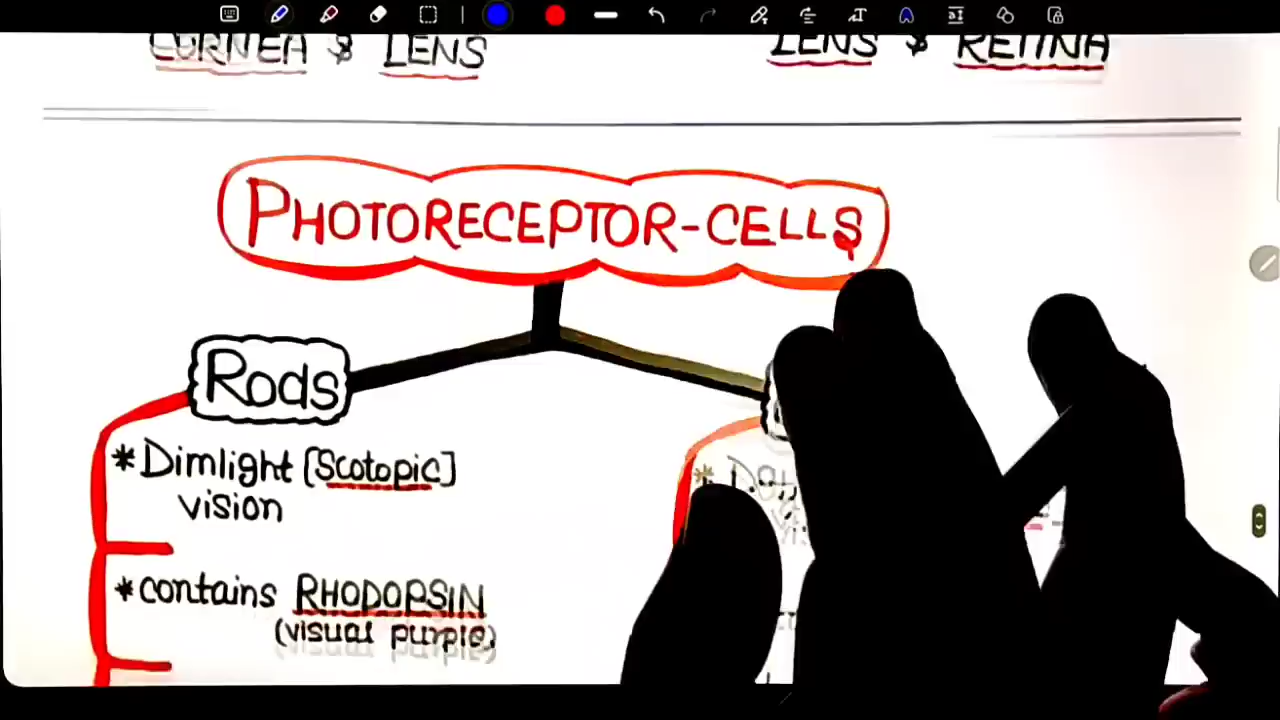 CORNEA & LENS
LENS & RETINA
PHOTORECEPTOR-CELLS
Rods
* Dimlight [Scotopic]
vision
* contains RHODOPSIN
(visual purple)
*